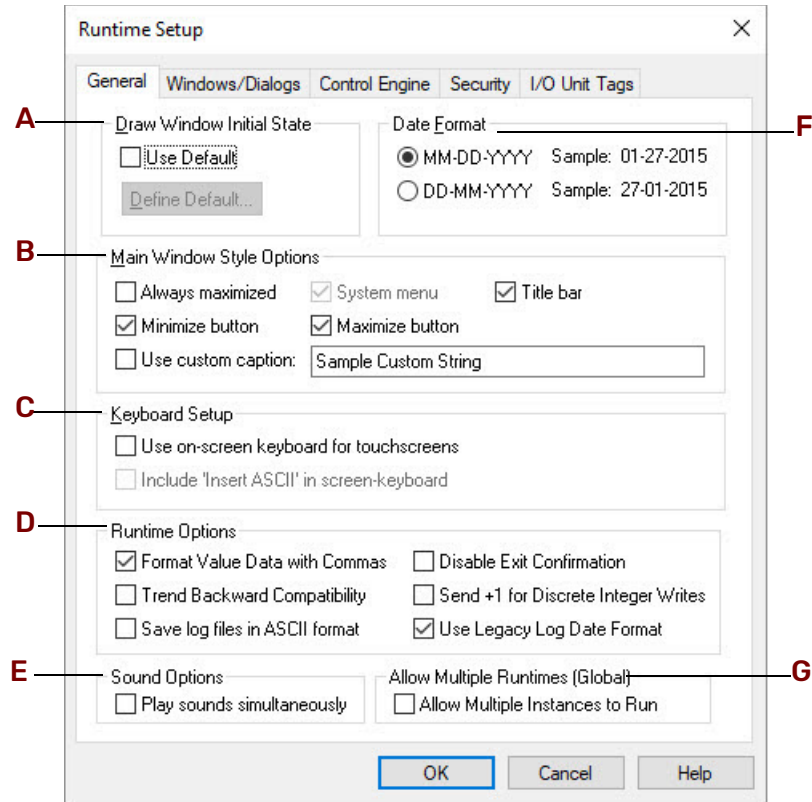 Runtime Setup
General Windows/Dialogs Control Engine Security I/O Unit Tags
A
Draw Window Initial State
Use Default
Define Default...
Date Format
F
MM-DD-YYYY Sample: 01-27-2015
DD-MM-YYYY Sample: 27-01-2015
B
Main Window Style Options
Always maximized System menu Title bar
Minimize button Maximize button
Use custom caption: Sample Custom String
C
Keyboard Setup
Use on-screen keyboard for touchscreens
Include 'Insert ASCII' in screen-keyboard
D
Runtime Options
Format Value Data with Commas Disable Exit Confirmation
Trend Backward Compatibility Send +1 for Discrete Integer Writes
Save log files in ASCII format Use Legacy Log Date Format
E
Sound Options
Play sounds simultaneously
Allow Multiple Runtimes (Global)
G
Allow Multiple Instances to Run
OK Cancel Help